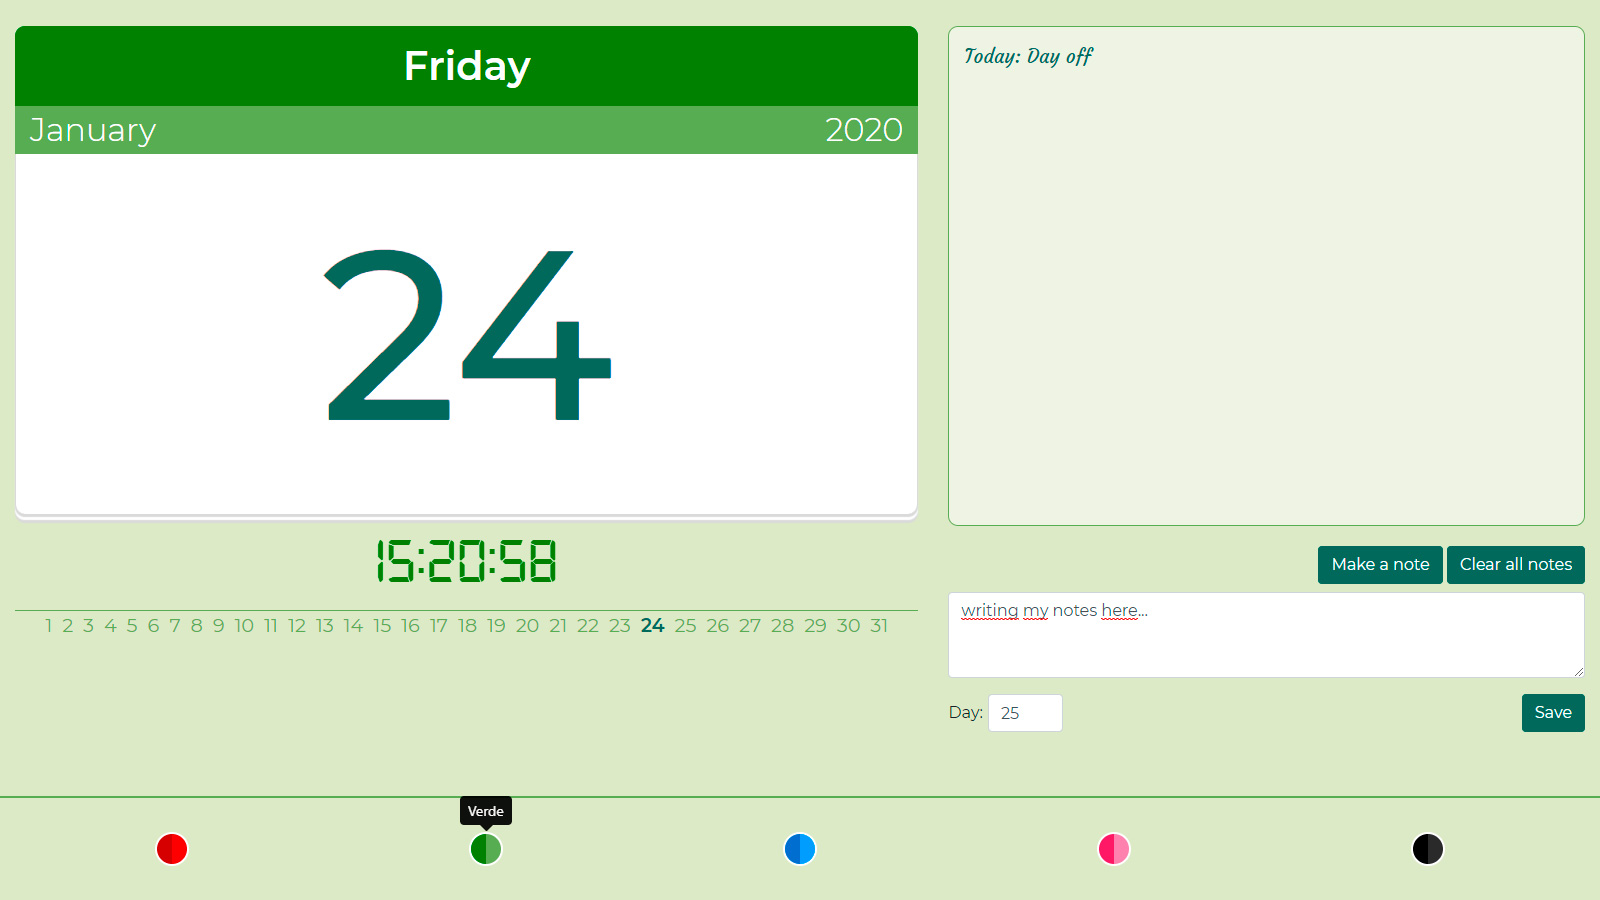 Friday
January 2020
24
15:20:58
1 2 3 4 5 6 7 8 9 10 11 12 13 14 15 16 17 18 19 20 21 22 23 24 25 26 27 28 29 30 31
Today: Day off
Make a note Clear all notes
writing my notes here...
Day: 25 Save
Verde